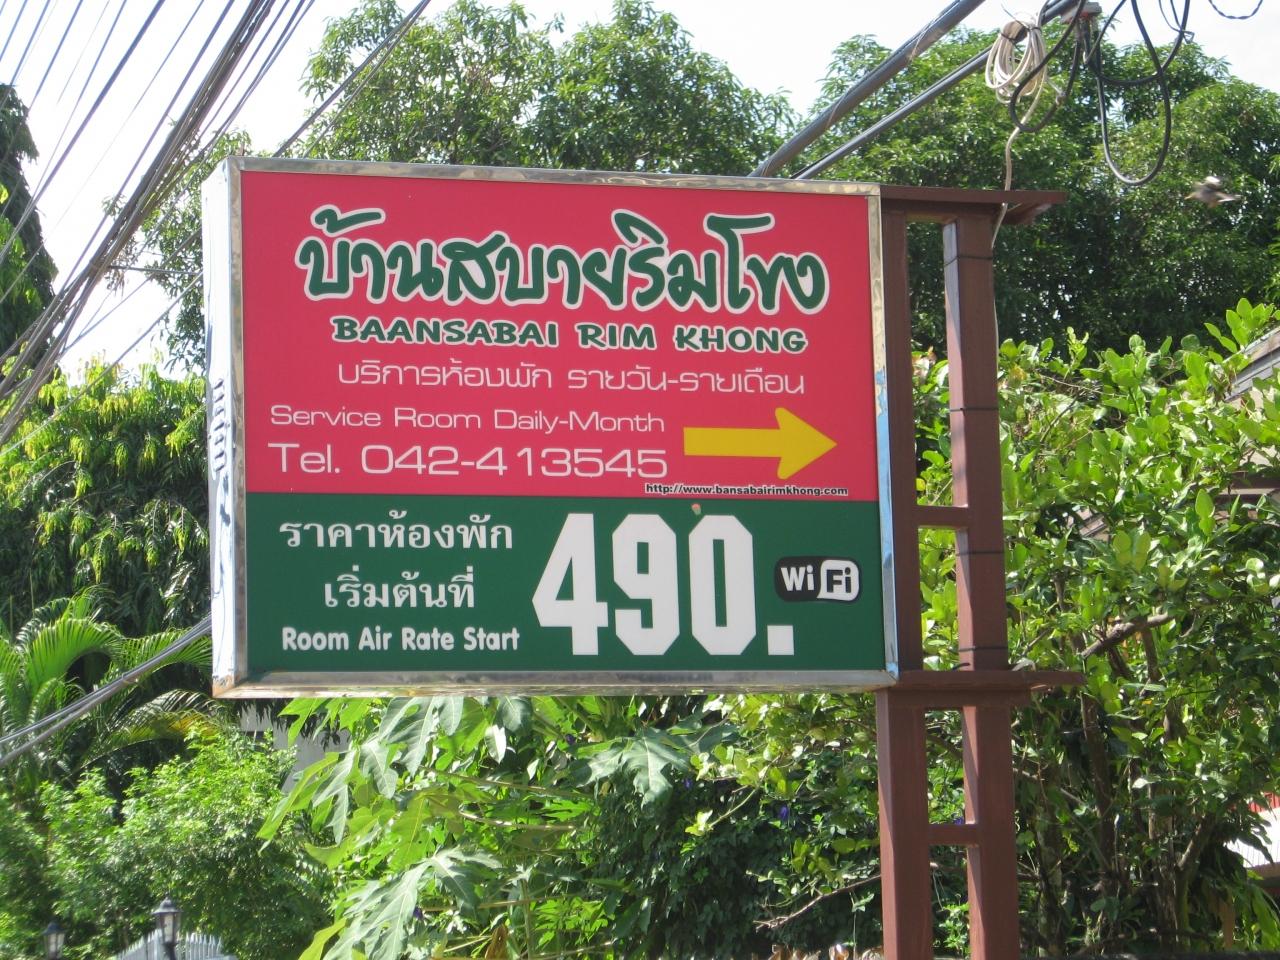 บ้านสบายริมโขง
BAANSABAI RIM KHONG
บริการห้องพัก รายวัน-รายเดือน
Service Room Daily-Month
Tel. 042-413545
http://www.bansabairimkhong.com
ราคาห้องพัก
เริ่มต้นที่
Room Air Rate Start
490.
Wi Fi